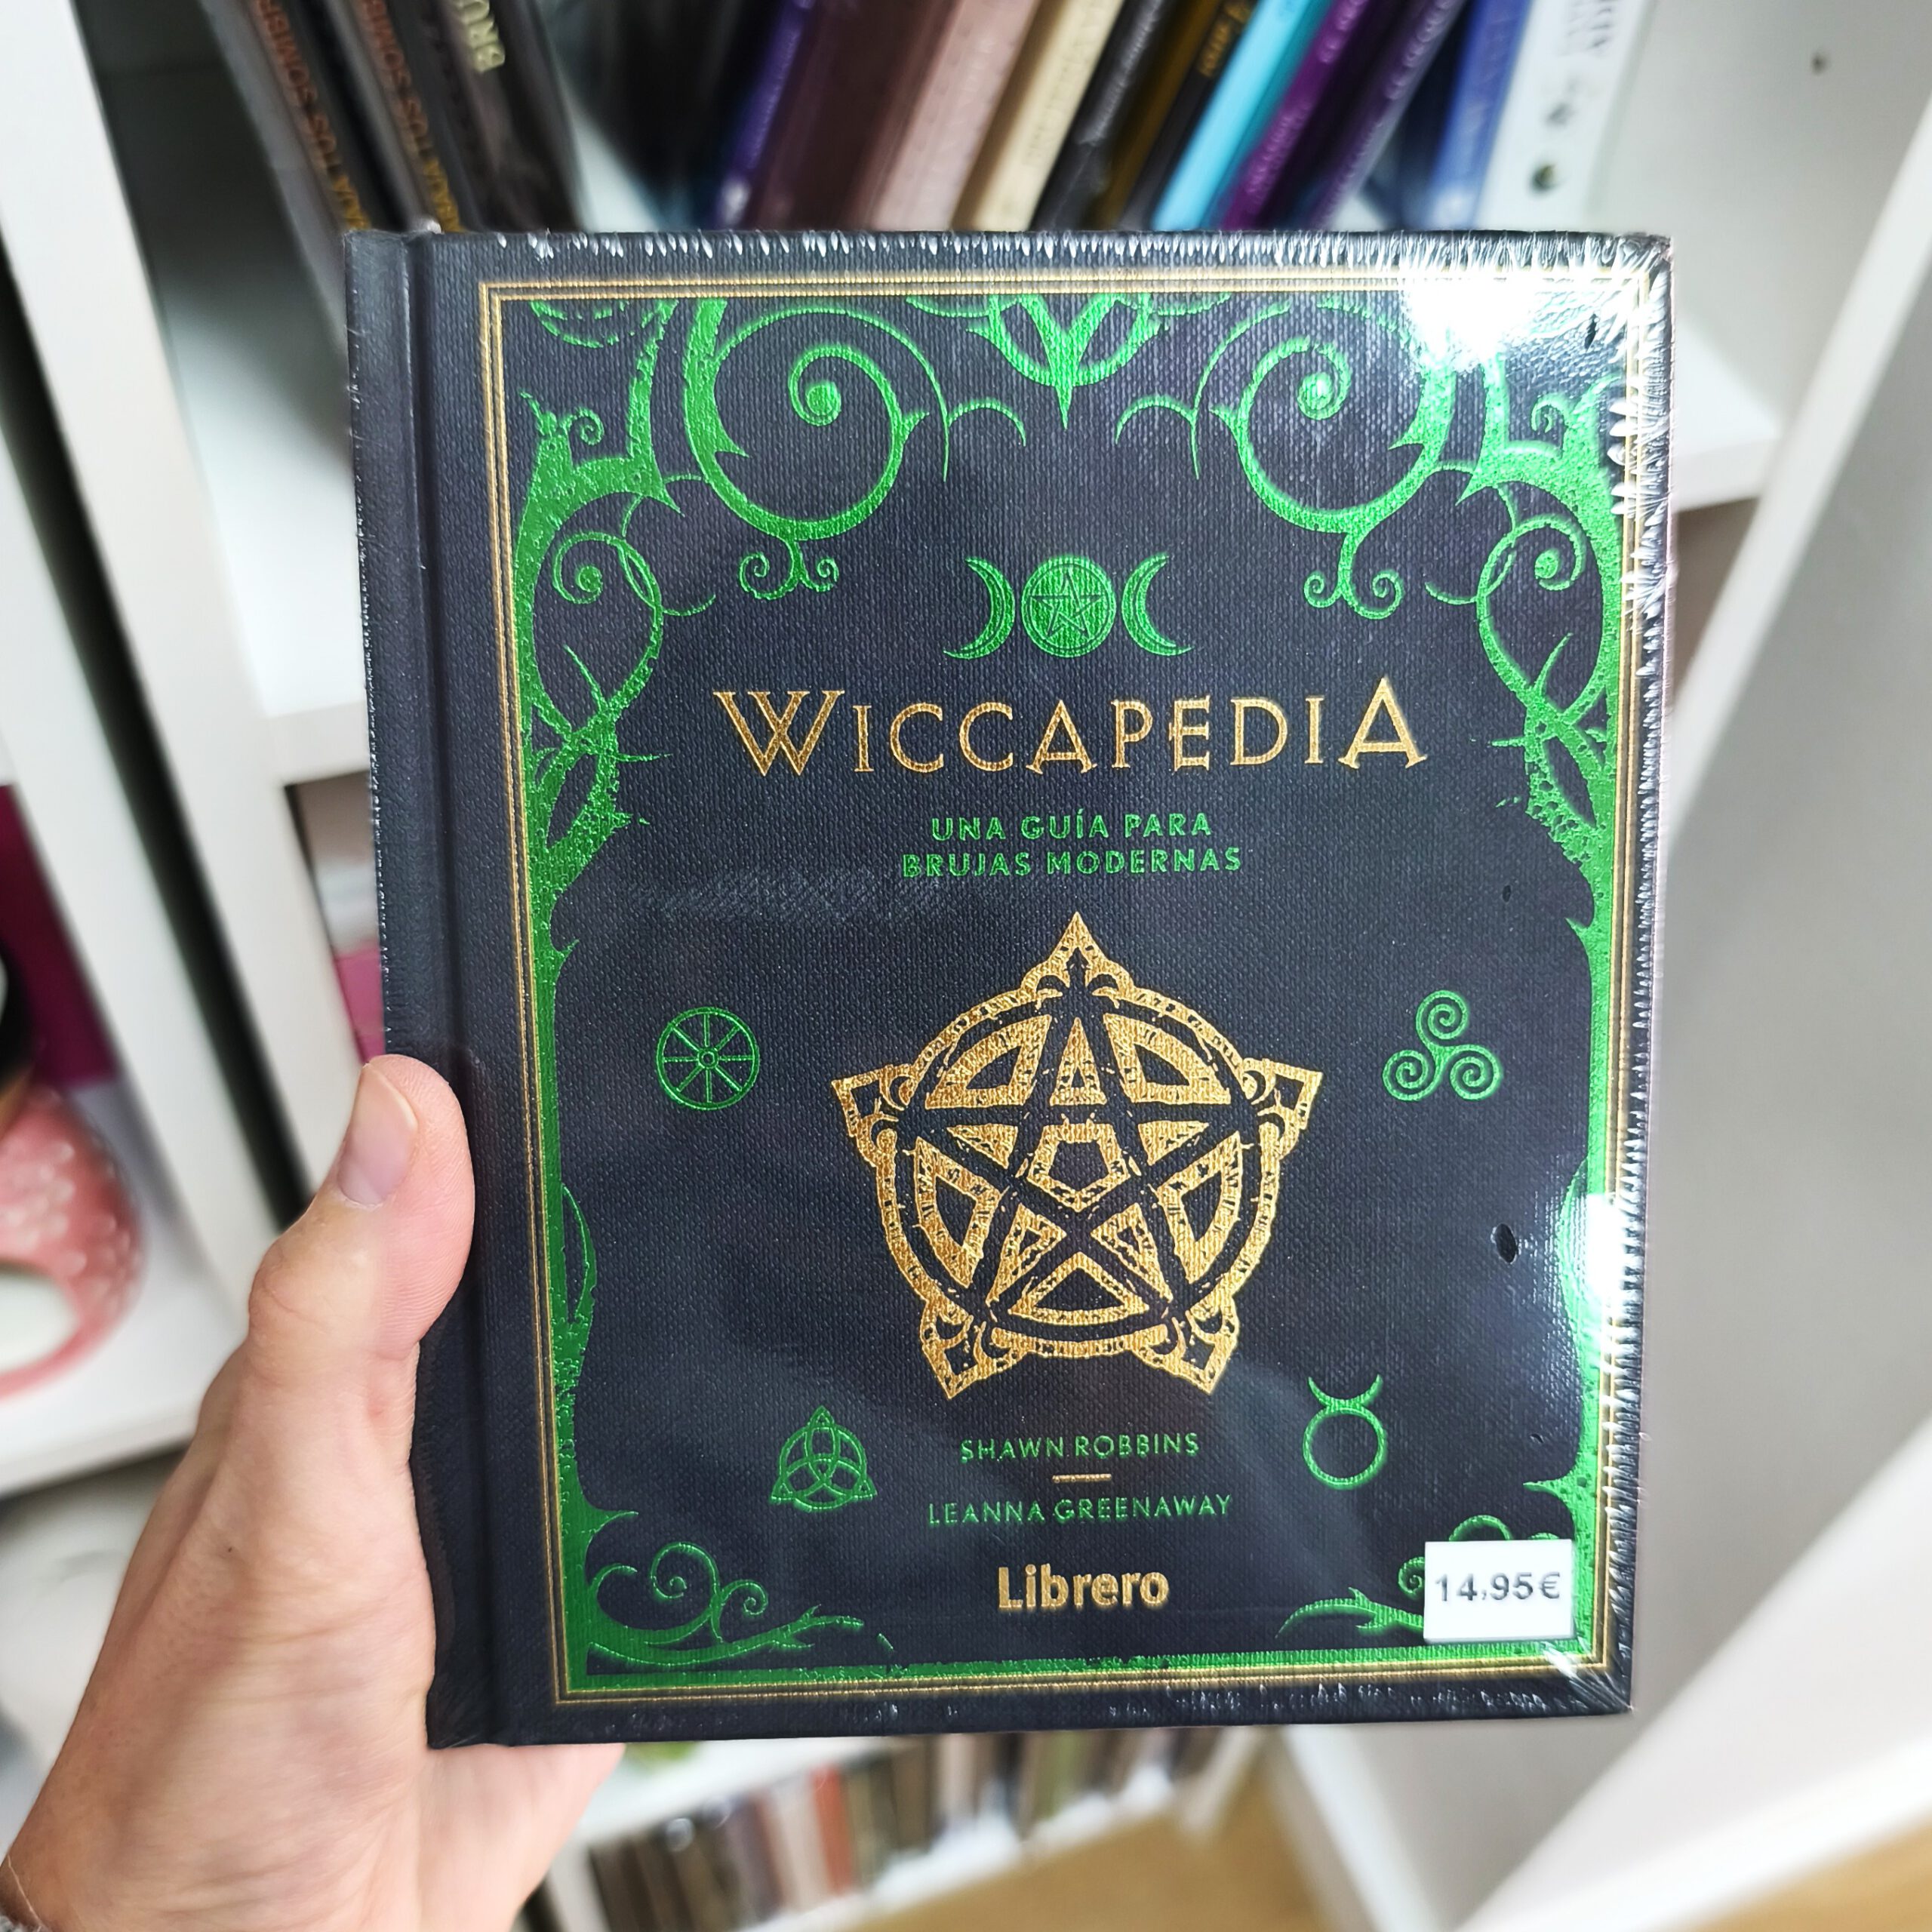 WICCAPEDIA
UNA GUÍA PARA
BRUJAS MODERNAS
SHAWN ROBBINS
LEANNA GREENAWAY
Librero
14,95€